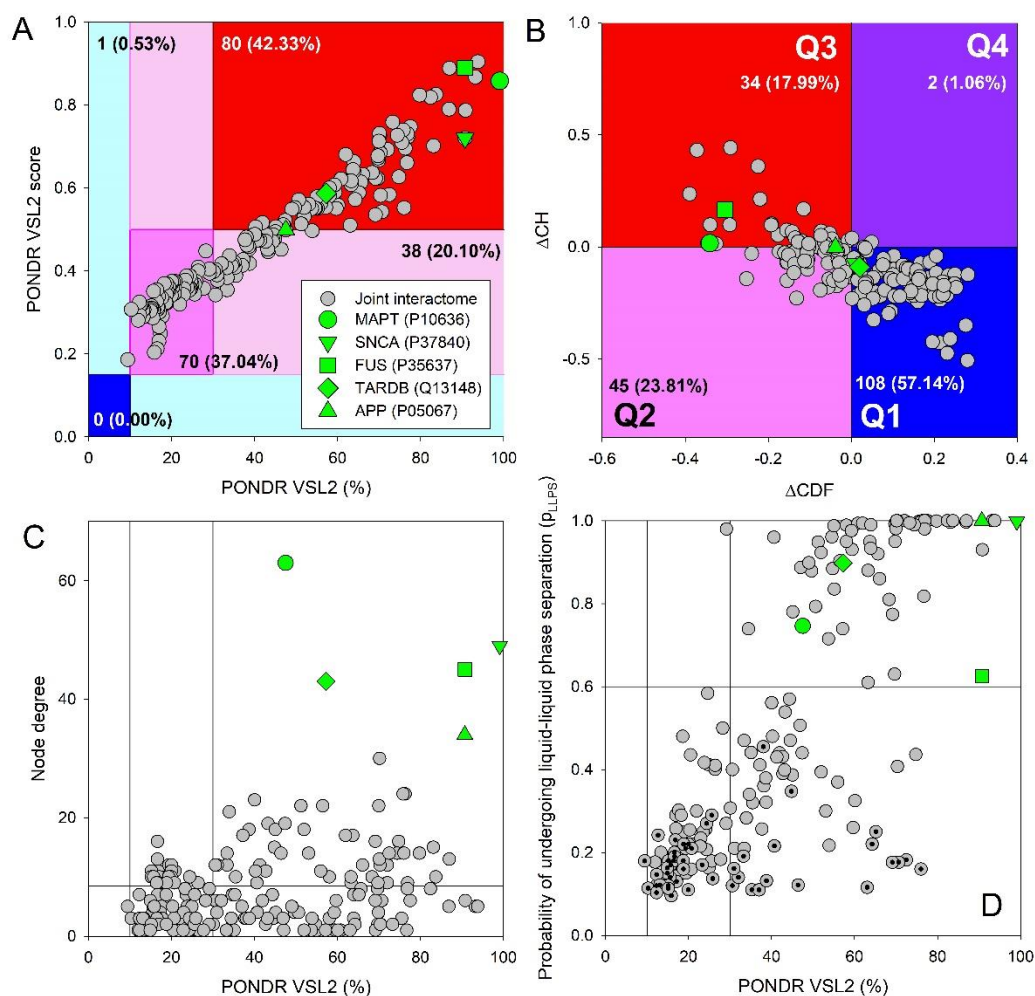 A
1 (0.53%)
80 (42.33%)
38 (20.10%)
70 (37.04%)
0 (0.00%)
Joint interactome
MAPT (P10636)
SNCA (P37840)
FUS (P35637)
TARDB (Q13148)
APP (P05067)
PONDR VSL2 score
1.0
0.8
0.6
0.4
0.2
0.0
0 20 40 60 80 100
PONDR VSL2 (%)
B
Q3
34 (17.99%)
Q4
2 (1.06%)
45 (23.81%)
Q2
108 (57.14%)
Q1
ΔCH
1.0
0.5
0.0
-0.5
-0.6 -0.4 -0.2 0.0 0.2 0.4
ΔCDF
C
Node degree
60
40
20
0
0 20 40 60 80 100
PONDR VSL2 (%)
D
Probability of undergoing liquid-liquid phase separation (pLLPS)
1.0
0.8
0.6
0.4
0.2
0.0
0 20 40 60 80 100
PONDR VSL2 (%)